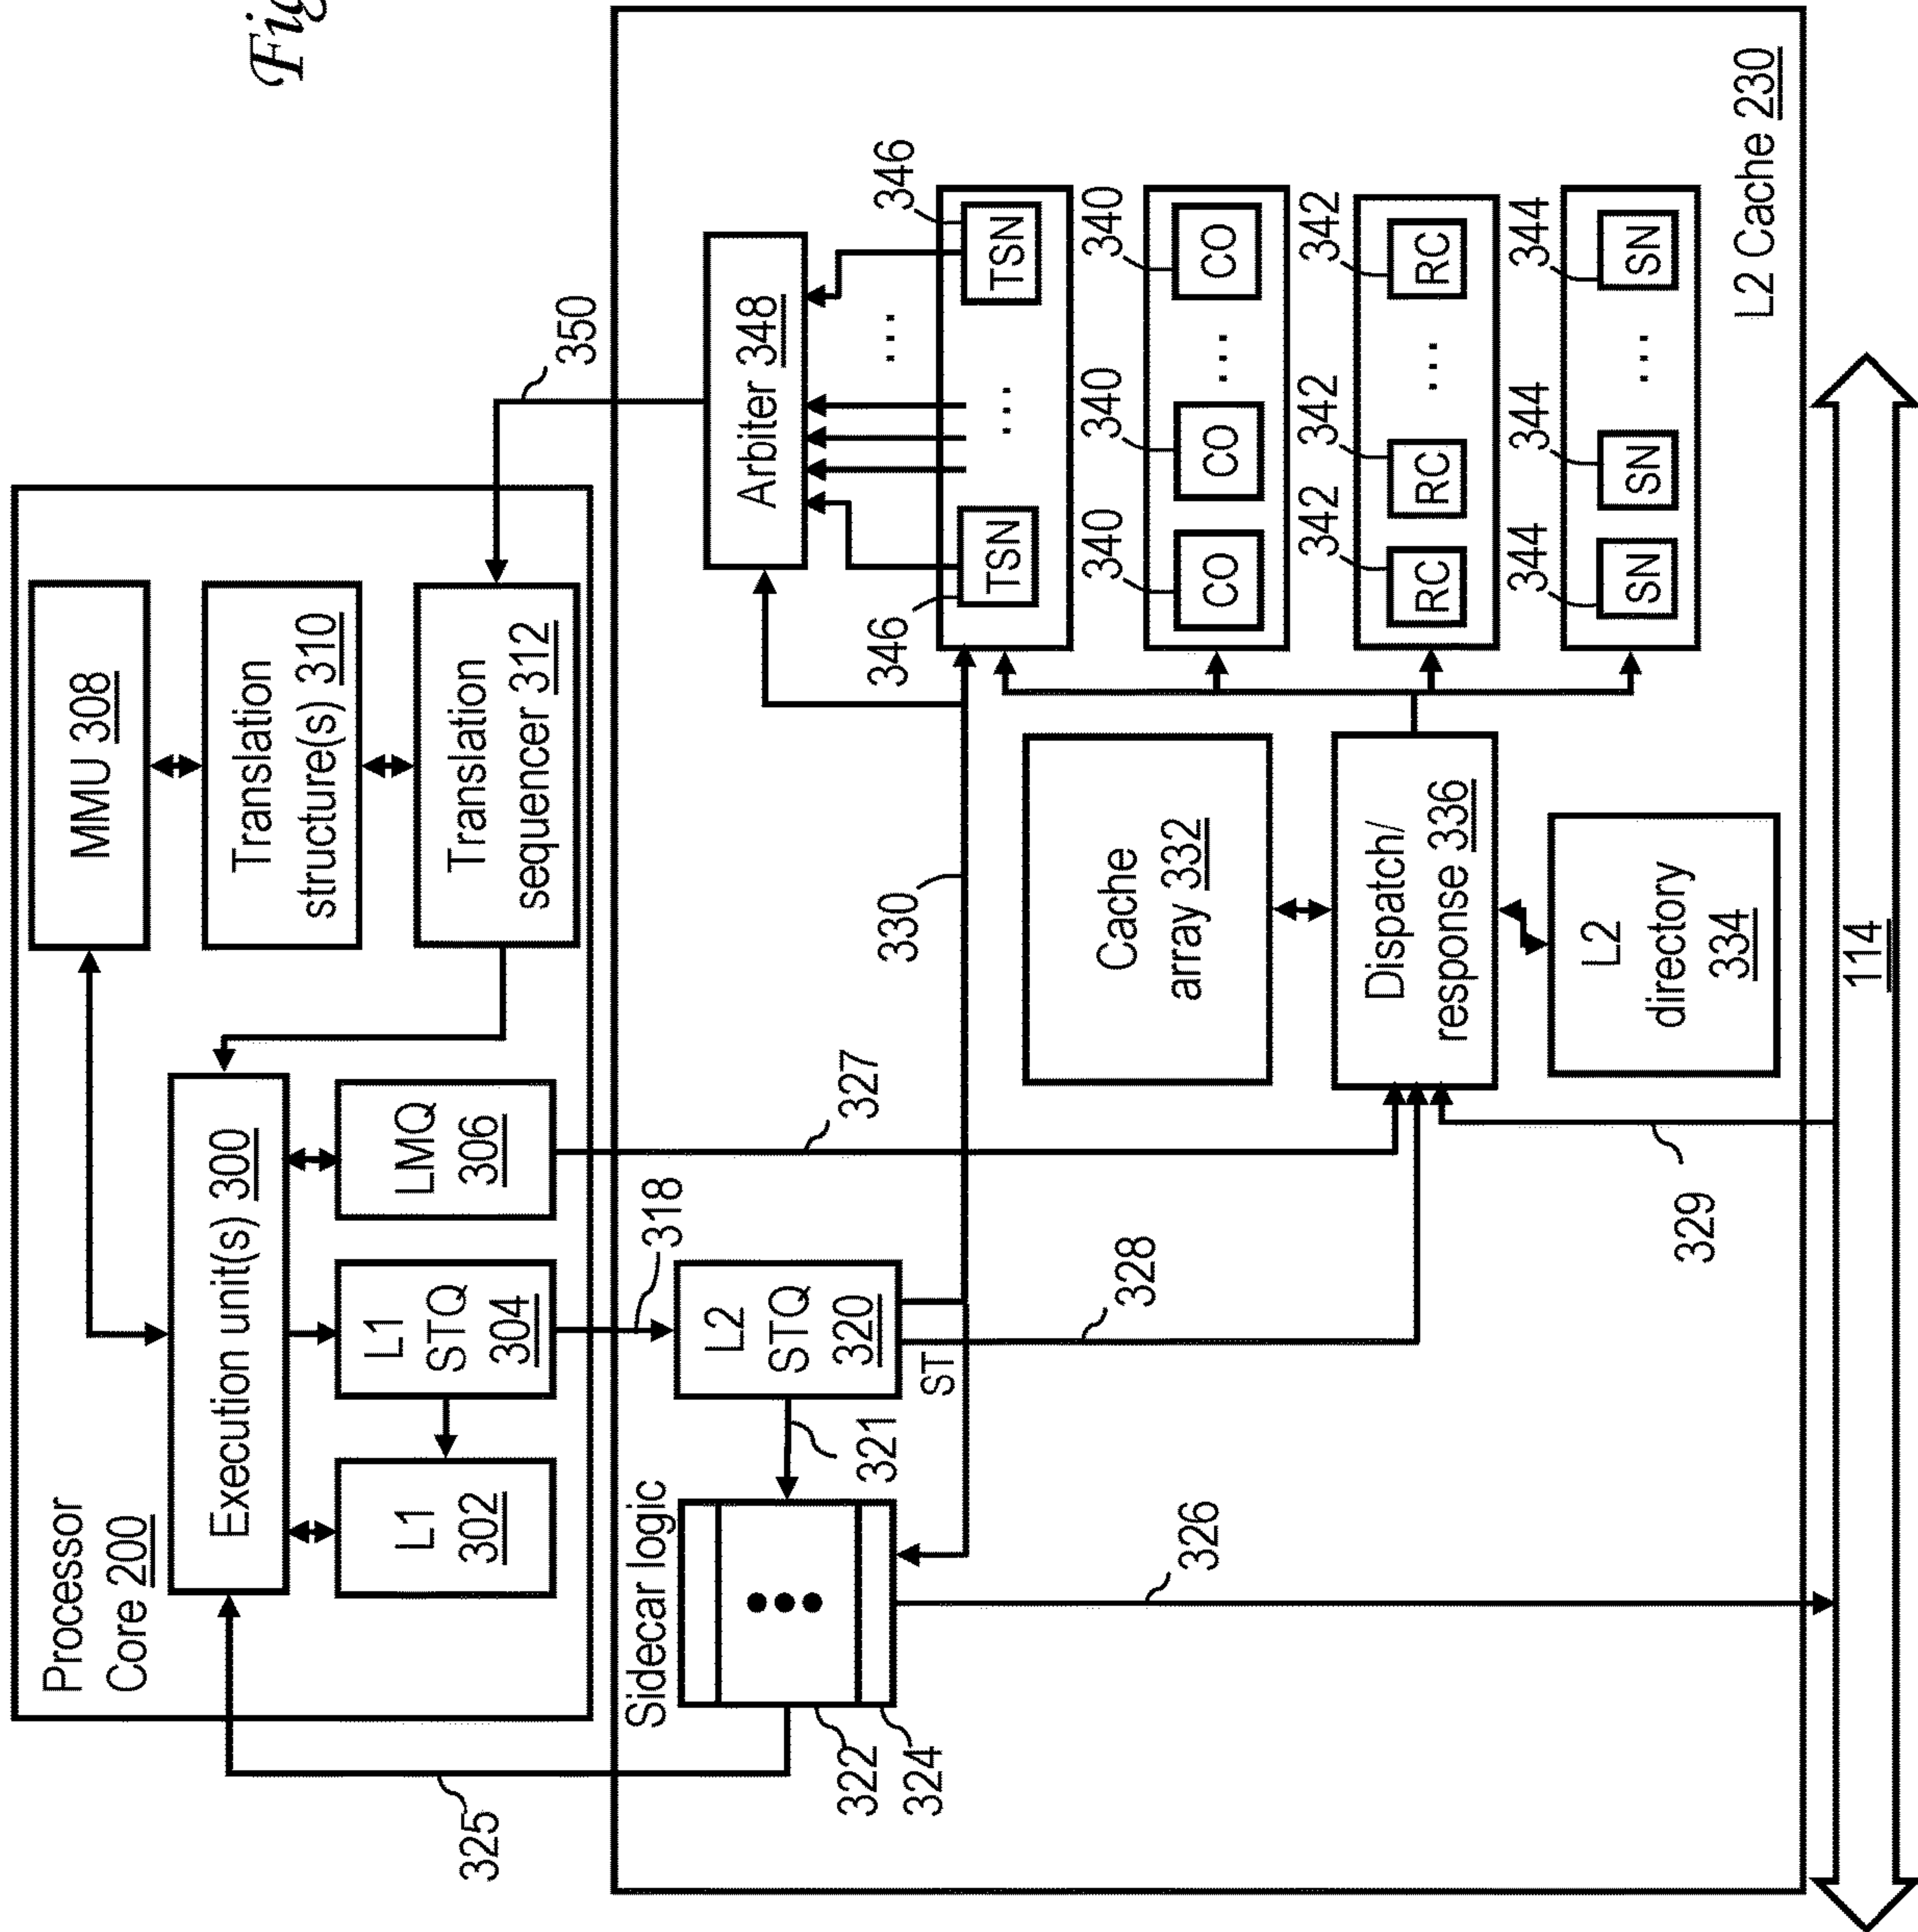 Fig
Processor
Core 200
Execution unit(s) 300
MMU 308
L1
302
L1
STQ
304
LMQ
306
Translation
structure(s) 310
Translation
sequencer 312
325
318
327
350
Sidecar logic
322
324
321
L2
STQ
320
ST
328
326
330
329
Arbiter 348
346
TSN
...
...
346
TSN
Cache
array 332
Dispatch/
response 336
L2
directory
334
340
340
340
CO
CO
...
CO
342
342
342
RC
RC
...
RC
344
344
344
SN
SN
...
SN
L2 Cache 230
114